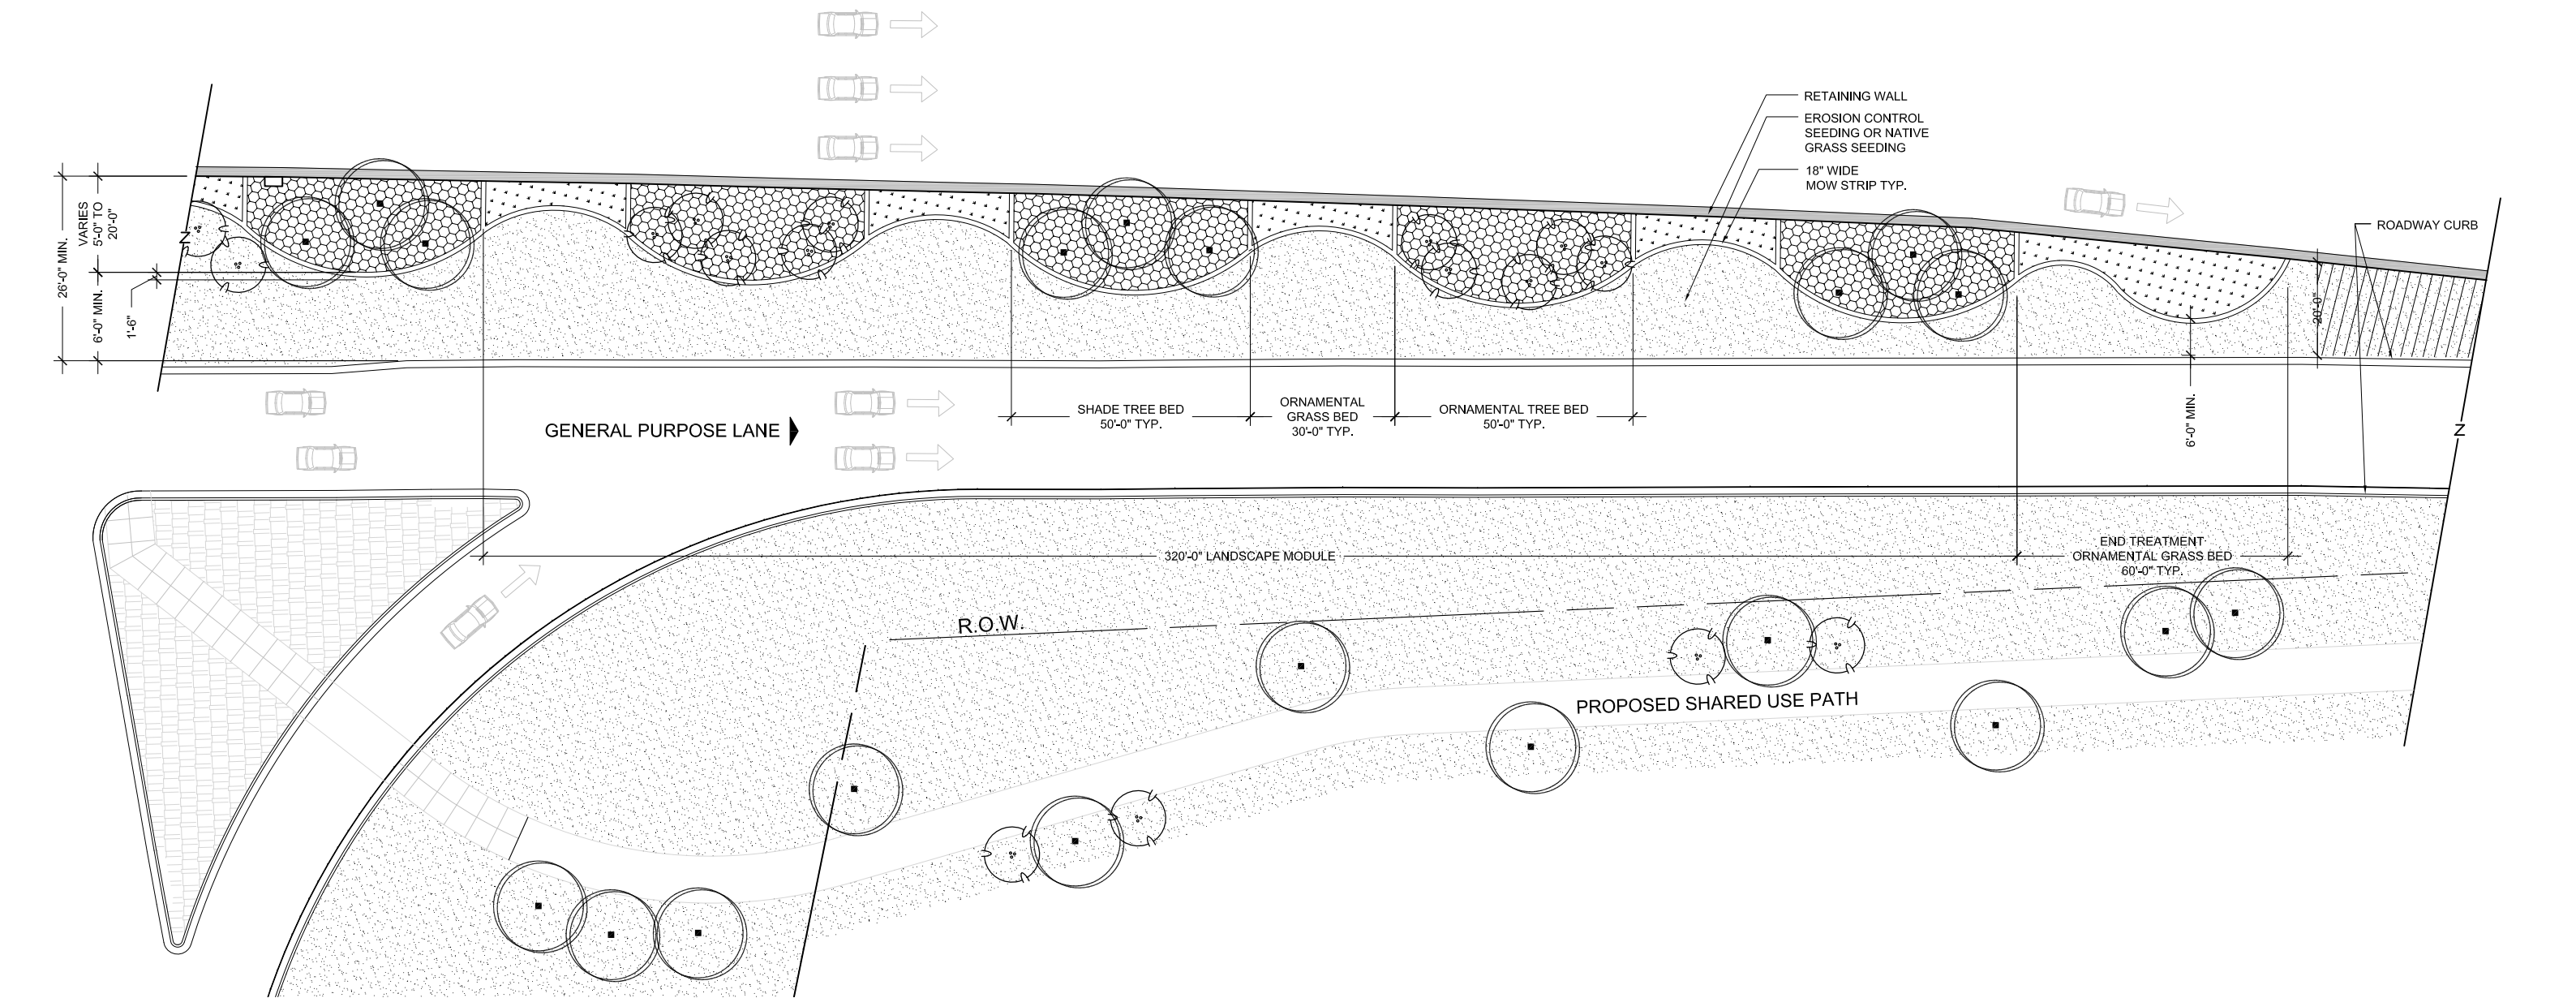 RETAINING WALL
EROSION CONTROL
SEEDING OR NATIVE
GRASS SEEDING
18" WIDE
MOW STRIP TYP.
ROADWAY CURB
26'-0" MIN.
VARIES
5'-0" TO
20'-0"
6'-0" MIN.
1'-6"
20'-0"
Z
SHADE TREE BED
50'-0" TYP.
ORNAMENTAL
GRASS BED
30'-0" TYP.
ORNAMENTAL TREE BED
50'-0" TYP.
6'-0" MIN.
Z
GENERAL PURPOSE LANE
320'-0" LANDSCAPE MODULE
END TREATMENT
ORNAMENTAL GRASS BED
60'-0" TYP.
R.O.W.
PROPOSED SHARED USE PATH